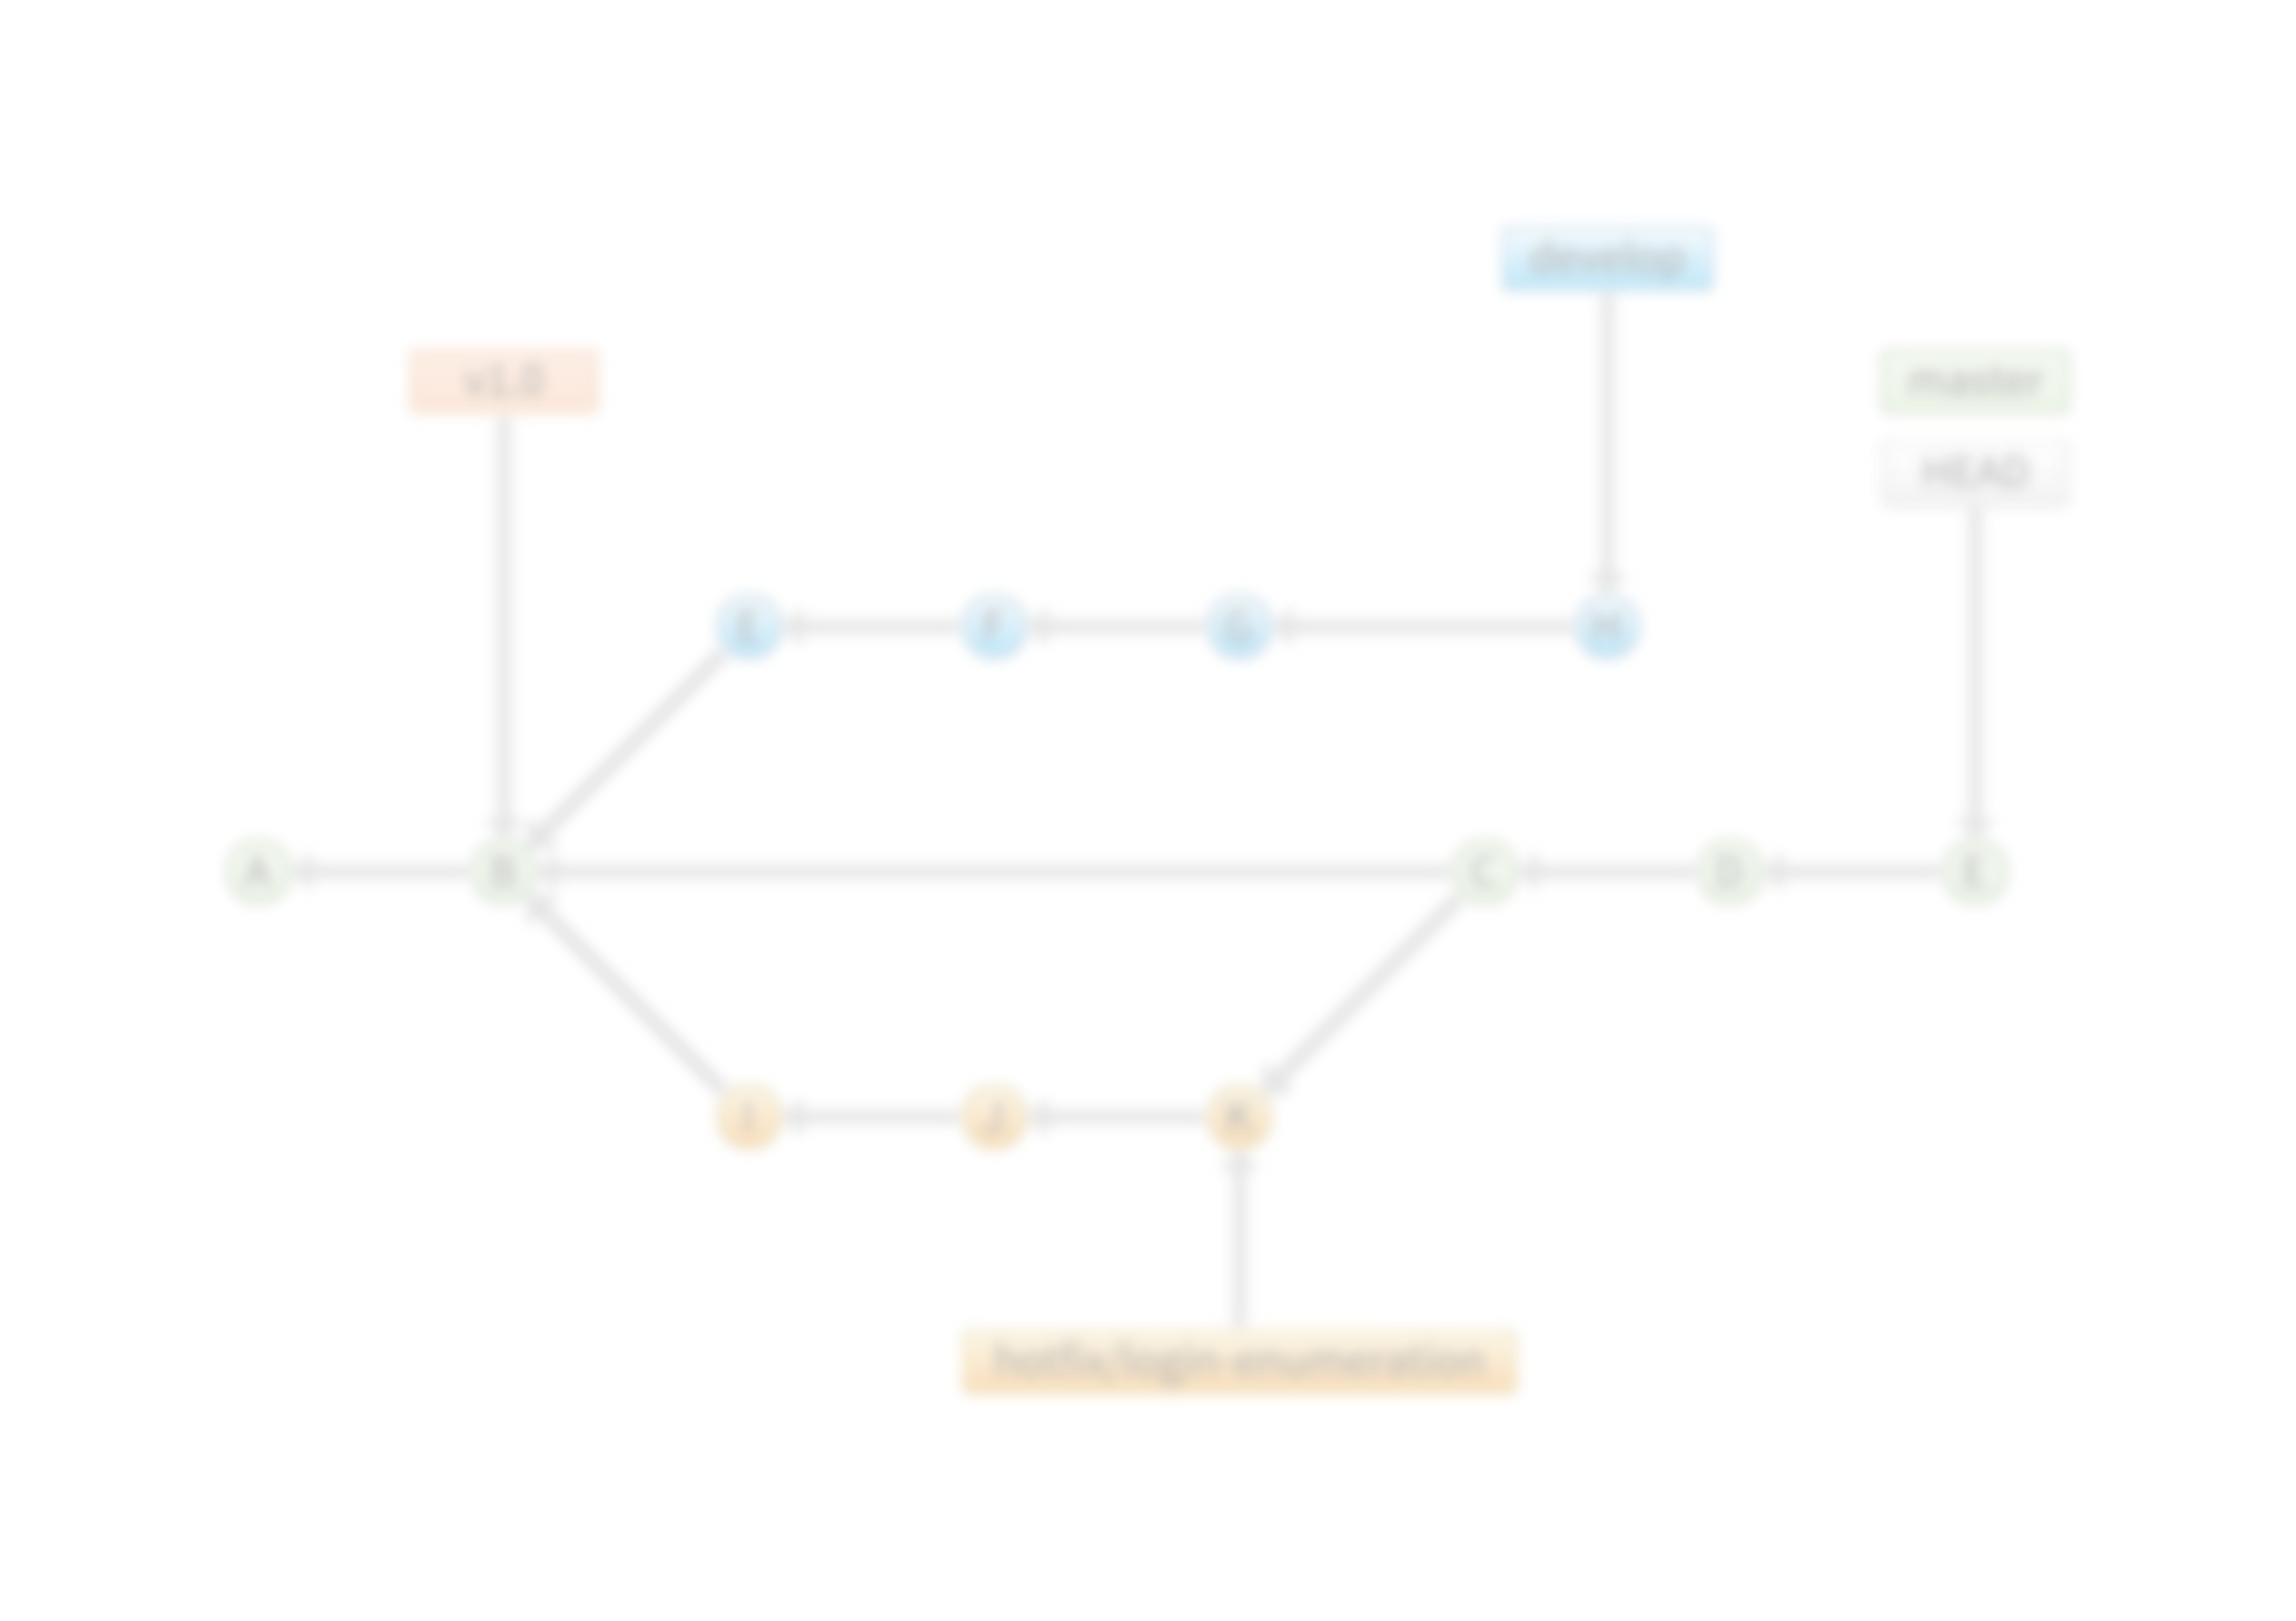 develop
v1.0
master
HEAD
E F G H
A B C D E
I J K
hotfix/login-enumeration